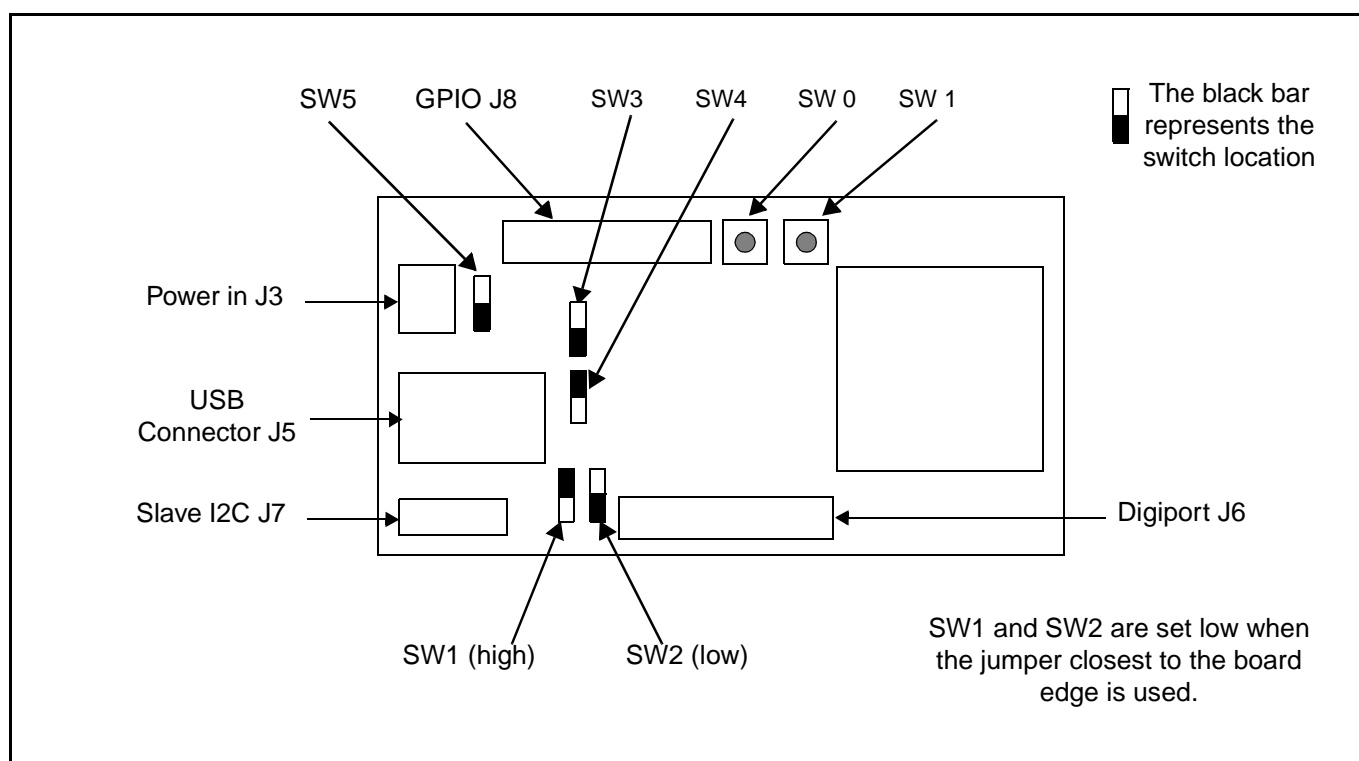 SW5
GPIO J8
SW3
SW4
SW 0
SW 1
The black bar
represents the
switch location
Power in J3
USB
Connector J5
Slave I2C J7
Digiport J6
SW1 (high)
SW2 (low)
SW1 and SW2 are set low when
the jumper closest to the board
edge is used.